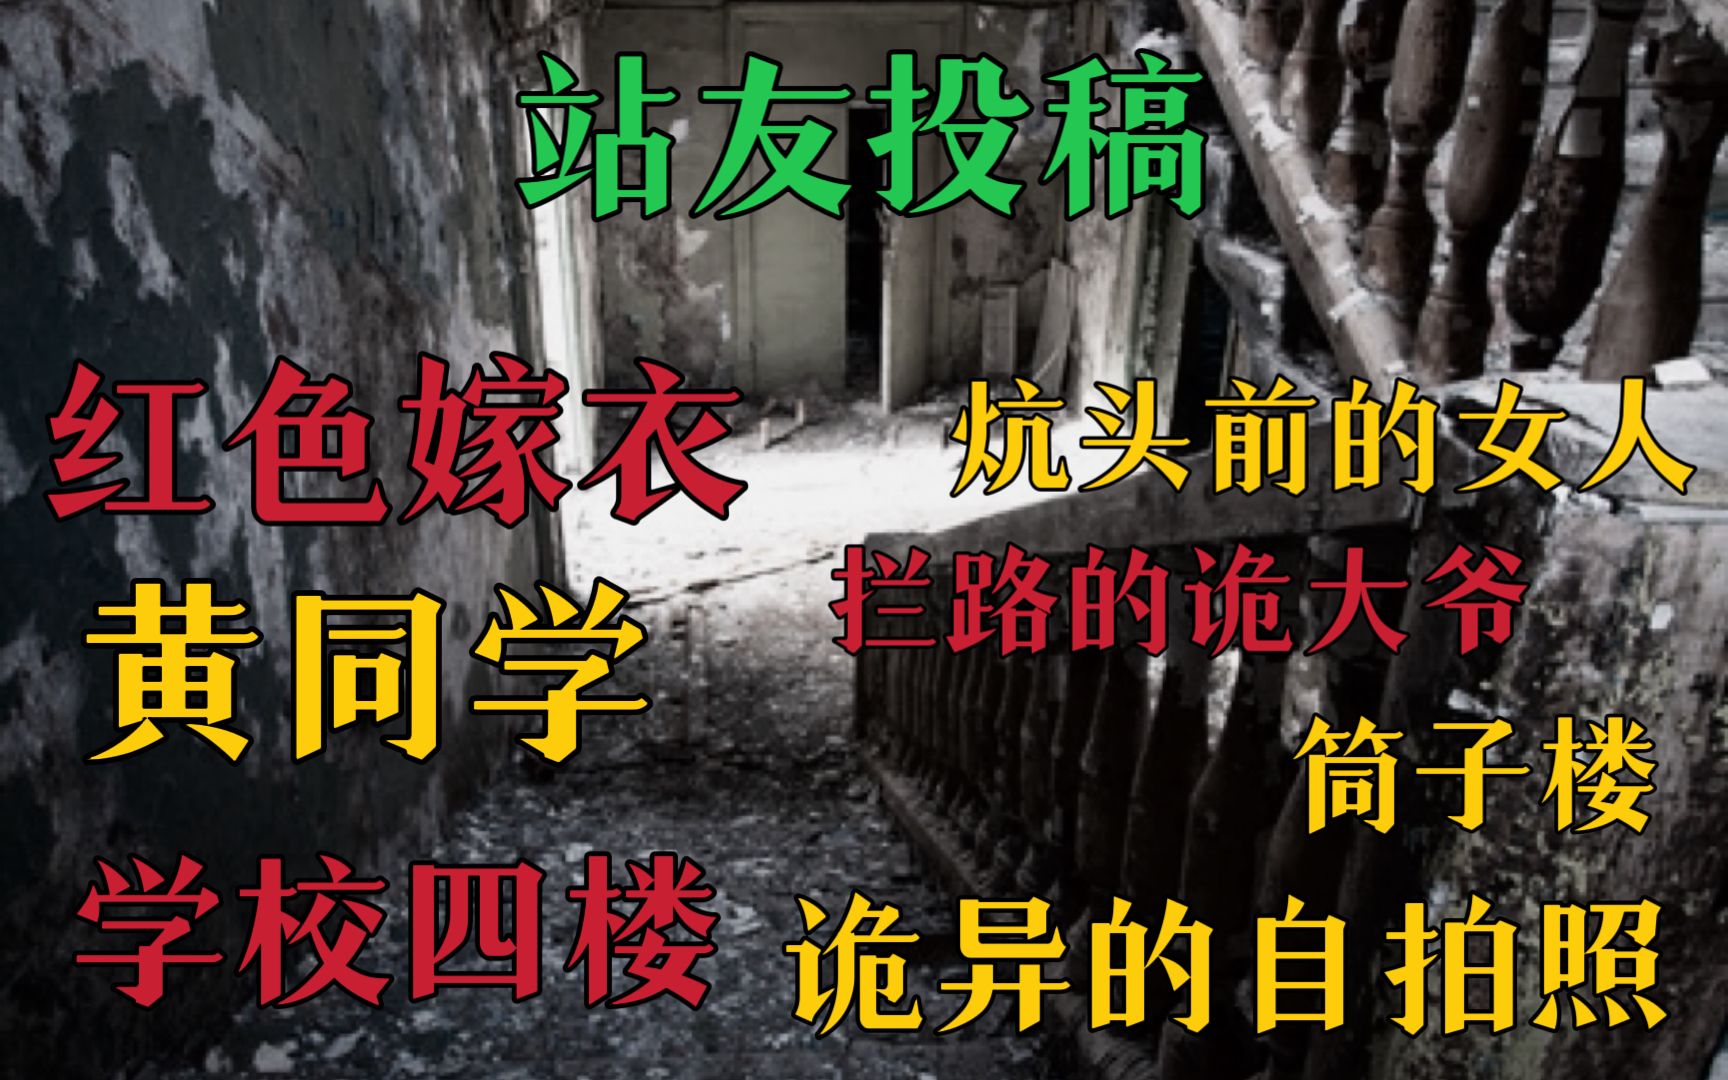 站友投稿
红色嫁衣
炕头前的女人
黄同学
拦路的诡大爷
筒子楼
学校四楼
诡异的自拍照